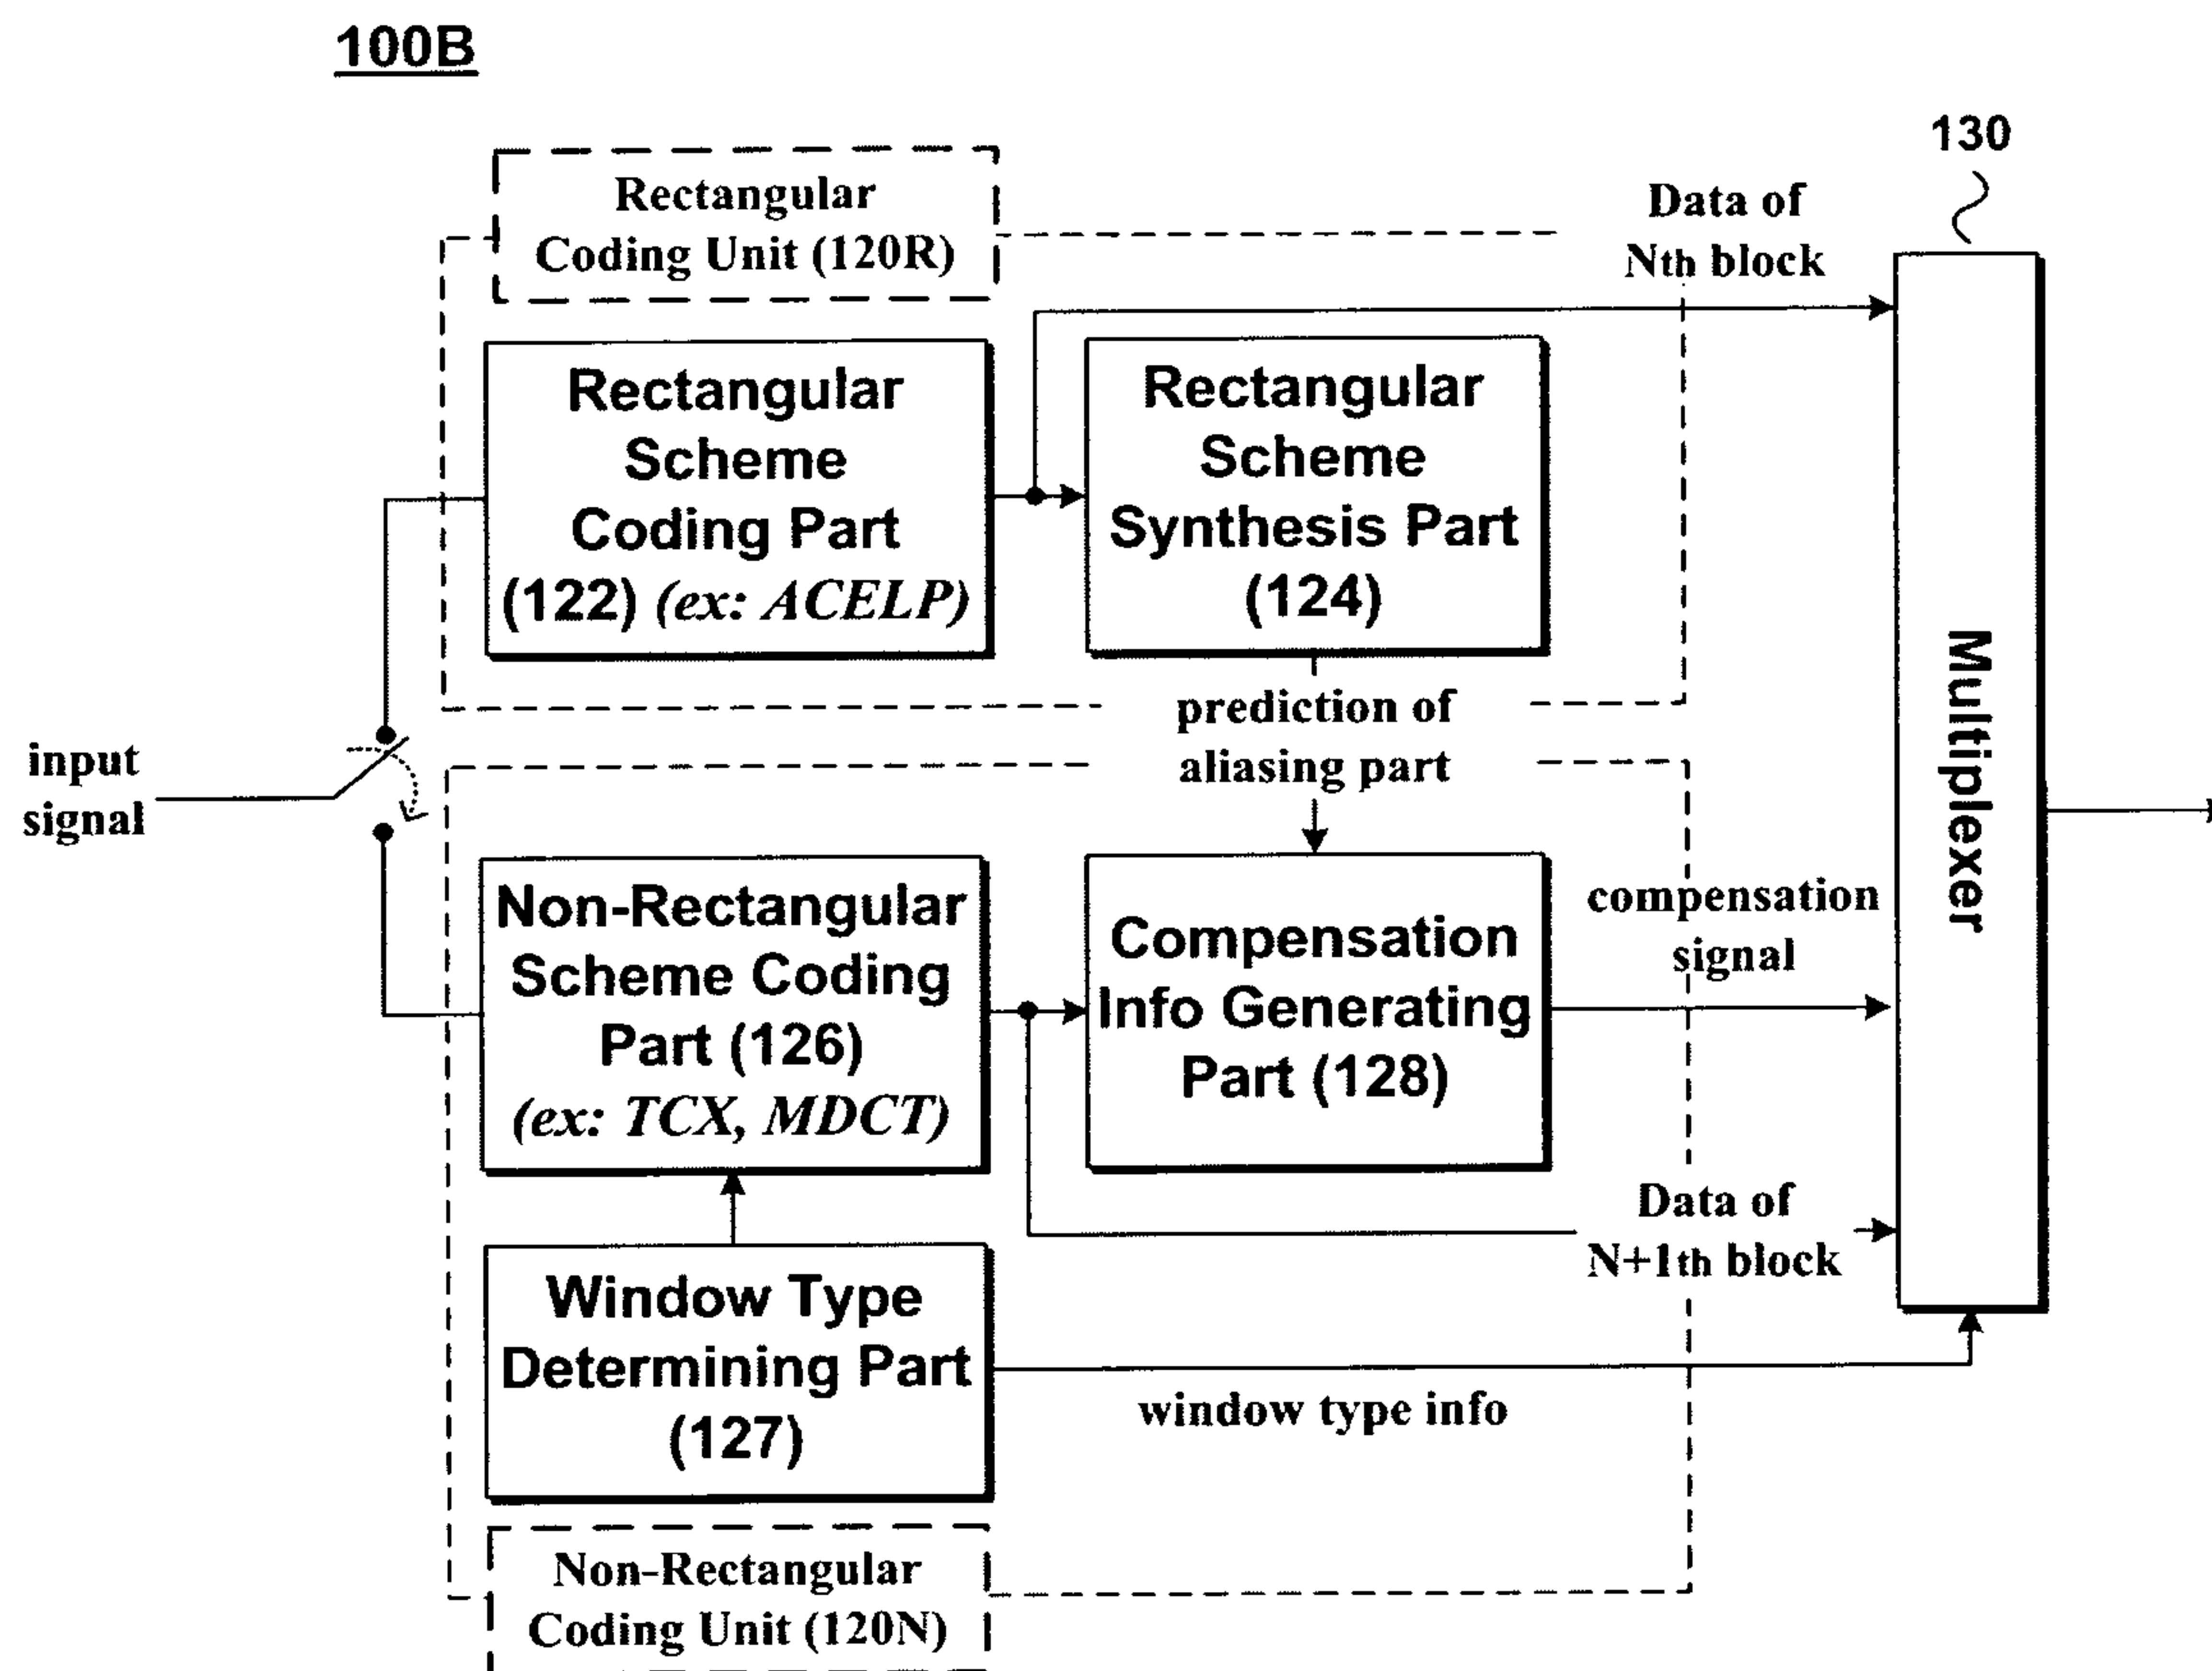 100B
130
Rectangular
Coding Unit (120R)
Data of
Nth block
Rectangular
Scheme
Coding Part
(122) (ex: ACELP)
Rectangular
Scheme
Synthesis Part
(124)
Multiplexer
prediction of
aliasing part
input
signal
Non-Rectangular
Scheme Coding
Part (126)
(ex: TCX, MDCT)
Compensation
Info Generating
Part (128)
compensation
signal
Data of
N+1th block
Window Type
Determining Part
(127)
window type info
Non-Rectangular
Coding Unit (120N)